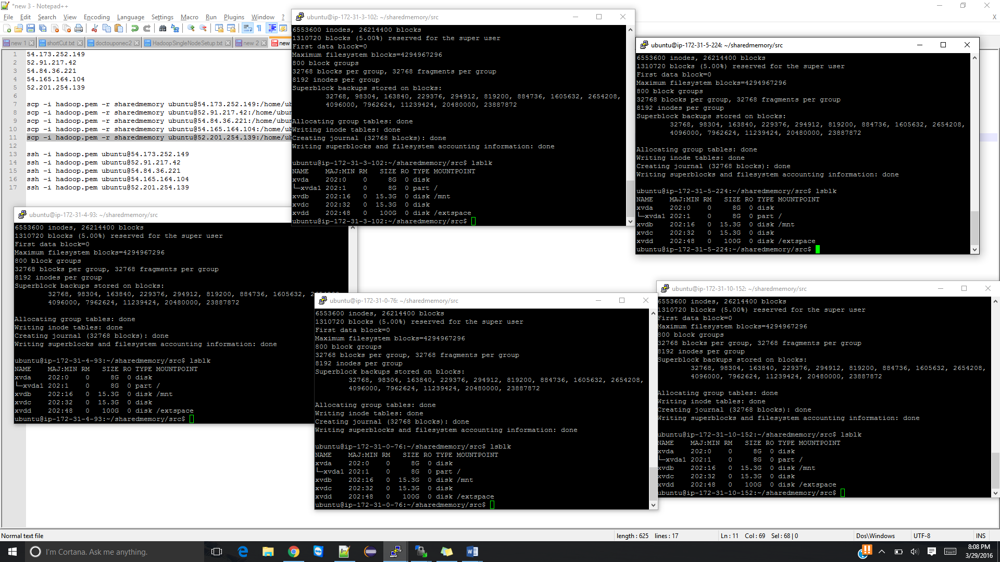 *new 3 - Notepad++
File Edit Search View Encoding Language Settings Macro Run Plugins Window ?
X
new 1
shortCut.txt
doctouponec2
HadoopSingleNodeSetup.txt
new 2
new
1 54.173.252.149
2 52.91.217.42
3 54.84.36.221
4 54.165.164.104
5 52.201.254.139
6
7 scp -i hadoop.pem -r sharedmemory ubuntu@54.173.252.149:/home/ub
8 scp -i hadoop.pem -r sharedmemory ubuntu@52.91.217.42:/home/ubun
9 scp -i hadoop.pem -r sharedmemory ubuntu@54.84.36.221:/home/ubu
10 scp -i hadoop.pem -r sharedmemory ubuntu@54.165.164.104:/home/ub
11 scp -i hadoop.pem -r sharedmemory ubuntu@52.201.254.139:/home/ub
12
13 ssh -i hadoop.pem ubuntu@54.173.252.149
14 ssh -i hadoop.pem ubuntu@52.91.217.42
15 ssh -i hadoop.pem ubuntu@54.84.36.221
16 ssh -i hadoop.pem ubuntu@54.165.164.104
17 ssh -i hadoop.pem ubuntu@52.201.254.139
ubuntu@ip-172-31-3-102: ~/sharedmemory/src
6553600 inodes, 26214400 blocks
1310720 blocks (5.00%) reserved for the super user
First data block=0
Maximum filesystem blocks=4294967296
800 block groups
32768 blocks per group, 32768 fragments per group
8192 inodes per group
Superblock backups stored on blocks:
32768, 98304, 163840, 229376, 294912, 819200, 884736, 1605632, 2654208,
4096000, 7962624, 11239424, 20480000, 23887872
Allocating group tables: done
Writing inode tables: done
Creating journal (32768 blocks): done
Writing superblocks and filesystem accounting information: done
ubuntu@ip-172-31-3-102:~/sharedmemory/src$ lsblk
NAME MAJ:MIN RM SIZE RO TYPE MOUNTPOINT
xvda 202:0 0 8G 0 disk
└─xvda1 202:1 0 8G 0 part /
xvdb 202:16 0 15.3G 0 disk /mnt
xvdc 202:32 0 15.3G 0 disk
xvdd 202:48 0 100G 0 disk /extspace
ubuntu@ip-172-31-3-102:~/sharedmemory/src$
ubuntu@ip-172-31-5-224: ~/sharedmemory/src
6553600 inodes, 26214400 blocks
1310720 blocks (5.00%) reserved for the super user
First data block=0
Maximum filesystem blocks=4294967296
800 block groups
32768 blocks per group, 32768 fragments per group
8192 inodes per group
Superblock backups stored on blocks:
32768, 98304, 163840, 229376, 294912, 819200, 884736, 1605632, 2654208,
4096000, 7962624, 11239424, 20480000, 23887872
Allocating group tables: done
Writing inode tables: done
Creating journal (32768 blocks): done
Writing superblocks and filesystem accounting information: done
ubuntu@ip-172-31-5-224:~/sharedmemory/src$ lsblk
NAME MAJ:MIN RM SIZE RO TYPE MOUNTPOINT
xvda 202:0 0 8G 0 disk
└─xvda1 202:1 0 8G 0 part /
xvdb 202:16 0 15.3G 0 disk /mnt
xvdc 202:32 0 15.3G 0 disk
xvdd 202:48 0 100G 0 disk /extspace
ubuntu@ip-172-31-5-224:~/sharedmemory/src$
ubuntu@ip-172-31-4-93: ~/sharedmemory/src
6553600 inodes, 26214400 blocks
1310720 blocks (5.00%) reserved for the super user
First data block=0
Maximum filesystem blocks=4294967296
800 block groups
32768 blocks per group, 32768 fragments per group
8192 inodes per group
Superblock backups stored on blocks:
32768, 98304, 163840, 229376, 294912, 819200, 884736, 1605632,
4096000, 7962624, 11239424, 20480000, 23887872
Allocating group tables: done
Writing inode tables: done
Creating journal (32768 blocks): done
Writing superblocks and filesystem accounting information: done
ubuntu@ip-172-31-4-93:~/sharedmemory/src$ lsblk
NAME MAJ:MIN RM SIZE RO TYPE MOUNTPOINT
xvda 202:0 0 8G 0 disk
└─xvda1 202:1 0 8G 0 part /
xvdb 202:16 0 15.3G 0 disk /mnt
xvdc 202:32 0 15.3G 0 disk
xvdd 202:48 0 100G 0 disk /extspace
ubuntu@ip-172-31-4-93:~/sharedmemory/src$
ubuntu@ip-172-31-0-76: ~/sharedmemory/src
6553600 inodes, 26214400 blocks
1310720 blocks (5.00%) reserved for the super user
First data block=0
Maximum filesystem blocks=4294967296
800 block groups
32768 blocks per group, 32768 fragments per group
8192 inodes per group
Superblock backups stored on blocks:
32768, 98304, 163840, 229376, 294912, 819200, 884736, 1605632, 2654208,
4096000, 7962624, 11239424, 20480000, 23887872
Allocating group tables: done
Writing inode tables: done
Creating journal (32768 blocks): done
Writing superblocks and filesystem accounting information: done
ubuntu@ip-172-31-0-76:~/sharedmemory/src$ lsblk
NAME MAJ:MIN RM SIZE RO TYPE MOUNTPOINT
xvda 202:0 0 8G 0 disk
└─xvda1 202:1 0 8G 0 part /
xvdb 202:16 0 15.3G 0 disk /mnt
xvdc 202:32 0 15.3G 0 disk
xvdd 202:48 0 100G 0 disk /extspace
ubuntu@ip-172-31-0-76:~/sharedmemory/src$
ubuntu@ip-172-31-10-152: ~/sharedmemory/src
6553600 inodes, 26214400 blocks
1310720 blocks (5.00%) reserved for the super user
First data block=0
Maximum filesystem blocks=4294967296
800 block groups
32768 blocks per group, 32768 fragments per group
8192 inodes per group
Superblock backups stored on blocks:
32768, 98304, 163840, 229376, 294912, 819200, 884736, 1605632, 2654208,
4096000, 7962624, 11239424, 20480000, 23887872
Allocating group tables: done
Writing inode tables: done
Creating journal (32768 blocks): done
Writing superblocks and filesystem accounting information: done
ubuntu@ip-172-31-10-152:~/sharedmemory/src$ lsblk
NAME MAJ:MIN RM SIZE RO TYPE MOUNTPOINT
xvda 202:0 0 8G 0 disk
└─xvda1 202:1 0 8G 0 part /
xvdb 202:16 0 15.3G 0 disk /mnt
xvdc 202:32 0 15.3G 0 disk
xvdd 202:48 0 100G 0 disk /extspace
ubuntu@ip-172-31-10-152:~/sharedmemory/src$
Normal text file
length : 625 lines : 17
Ln : 11 Col : 69 Sel : 68 | 0
Dos\Windows
UTF-8
INS
I'm Cortana. Ask me anything.
8:08 PM
3/29/2016